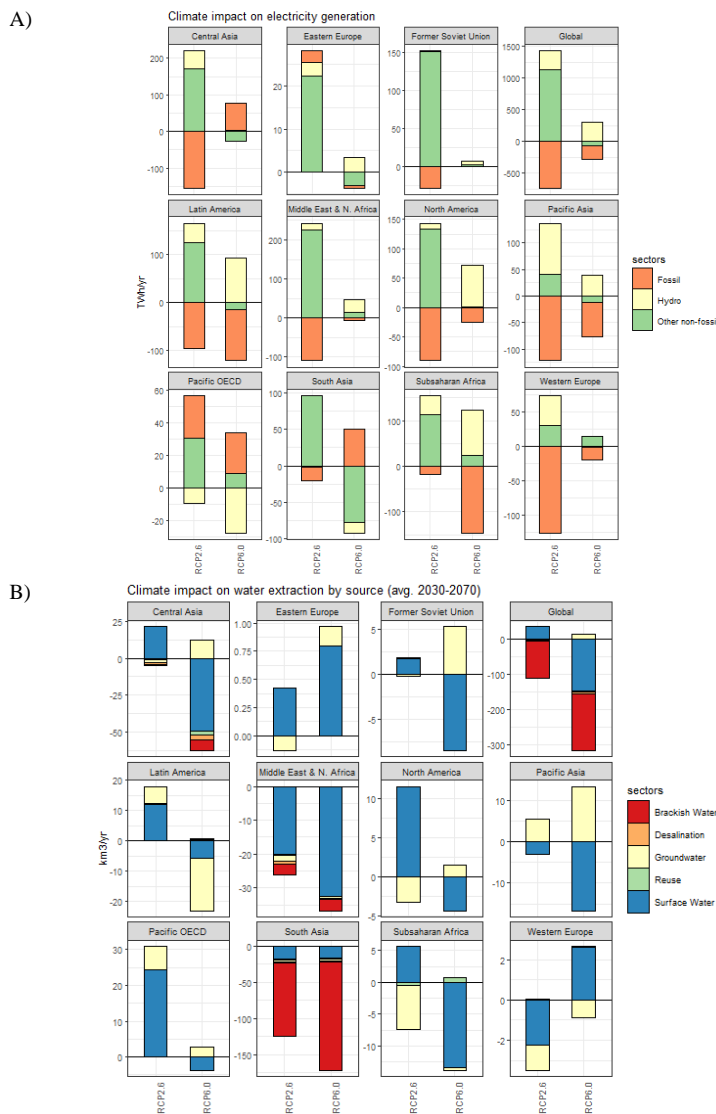 A)
Climate impact on electricity generation
Central Asia
Eastern Europe
Former Soviet Union
Global
200
100
0
-100
20
10
0
150
100
50
0
1500
1000
500
0
-500
Latin America
Middle East & N. Africa
North America
Pacific Asia
100
0
-100
200
100
0
-100
150
100
50
0
-50
-100
100
50
0
-50
-100
TWh/yr
sectors
Fossil
Hydro
Other non-fossil
Pacific OECD
South Asia
Subsaharan Africa
Western Europe
60
40
20
0
-20
100
50
0
-50
-100
100
0
-100
50
0
-50
-100
RCP2.6
RCP6.0
RCP2.6
RCP6.0
RCP2.6
RCP6.0
RCP2.6
RCP6.0
B)
Climate impact on water extraction by source (avg. 2030-2070)
Central Asia
Eastern Europe
Former Soviet Union
Global
25
0
-25
-50
1.00
0.75
0.50
0.25
0.00
5
0
-5
0
-100
-200
-300
Latin America
Middle East & N. Africa
North America
Pacific Asia
20
10
0
-10
-20
0
-10
-20
-30
10
5
0
-5
10
0
-10
km3/yr
sectors
Brackish Water
Desalination
Groundwater
Reuse
Surface Water
Pacific OECD
South Asia
Subsaharan Africa
Western Europe
30
20
10
0
0
-50
-100
-150
5
0
-5
-10
2
0
-2
RCP2.6
RCP6.0
RCP2.6
RCP6.0
RCP2.6
RCP6.0
RCP2.6
RCP6.0